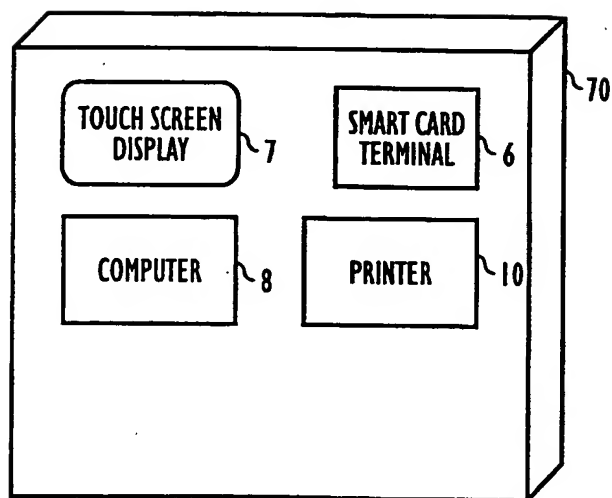 70
TOUCH SCREEN
DISPLAY
7
SMART CARD
TERMINAL
6
COMPUTER
8
PRINTER
10